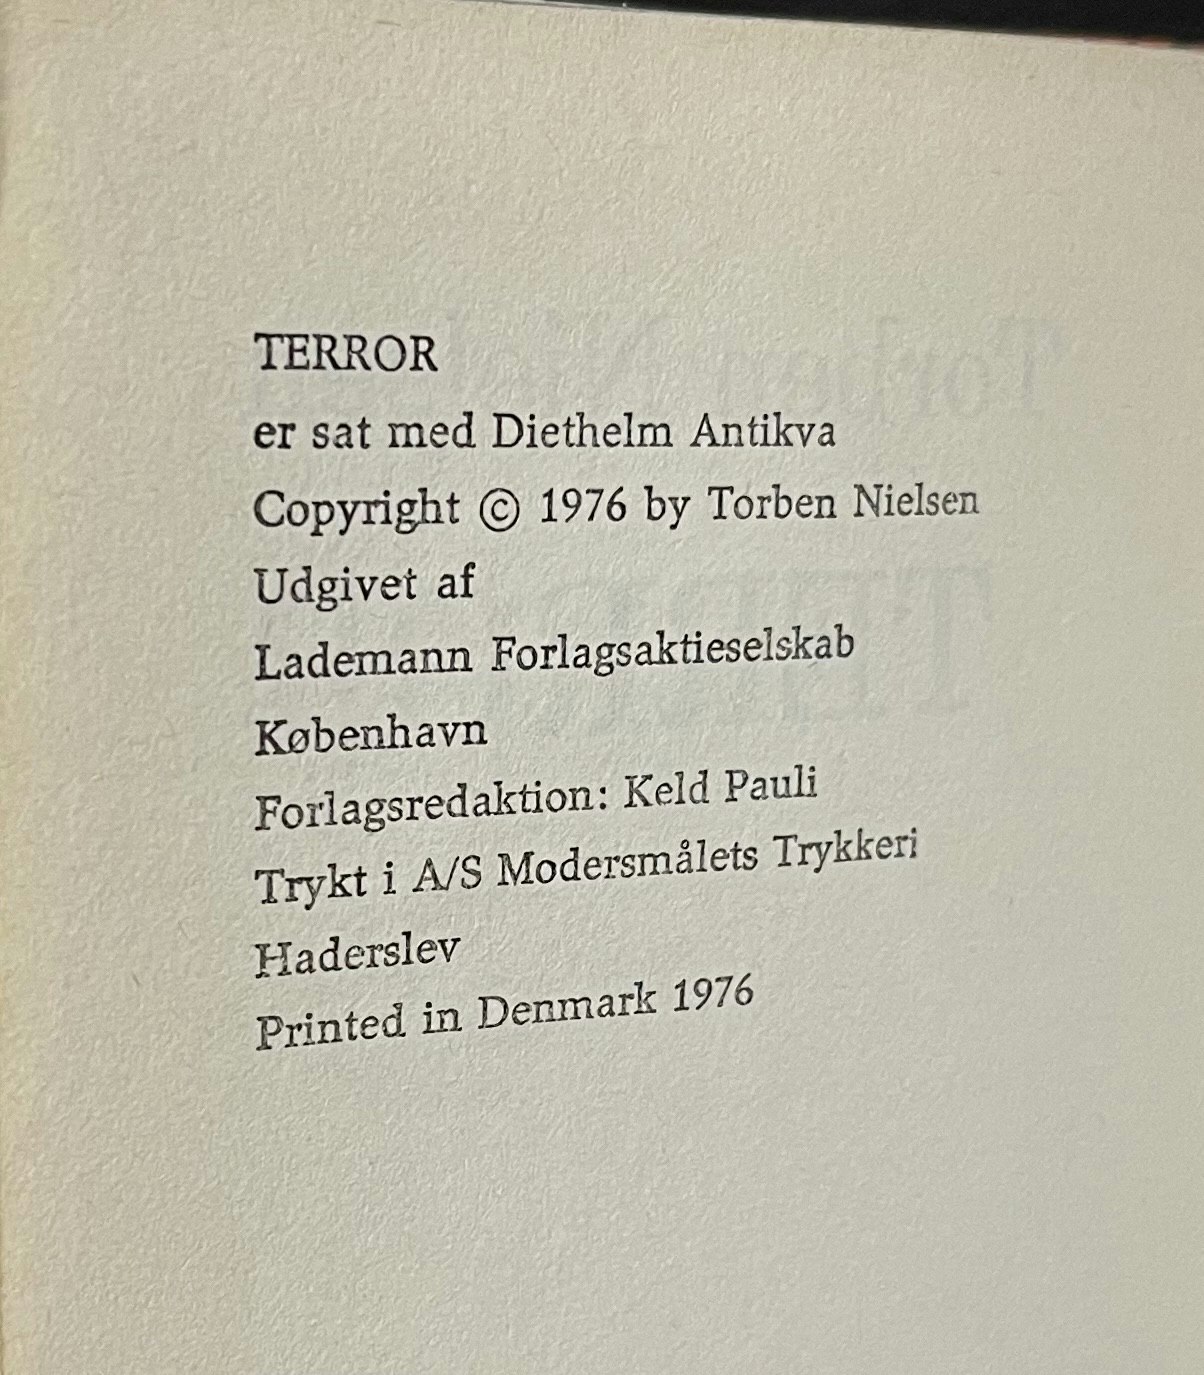 TERROR
er sat med Diethelm Antikva
Copyright © 1976 by Torben Nielsen
Udgivet af
Lademann Forlagsaktieselskab
København
Forlagsredaktion: Keld Pauli
Trykt i A/S Modersmålets Trykkeri
Haderslev
Printed in Denmark 1976